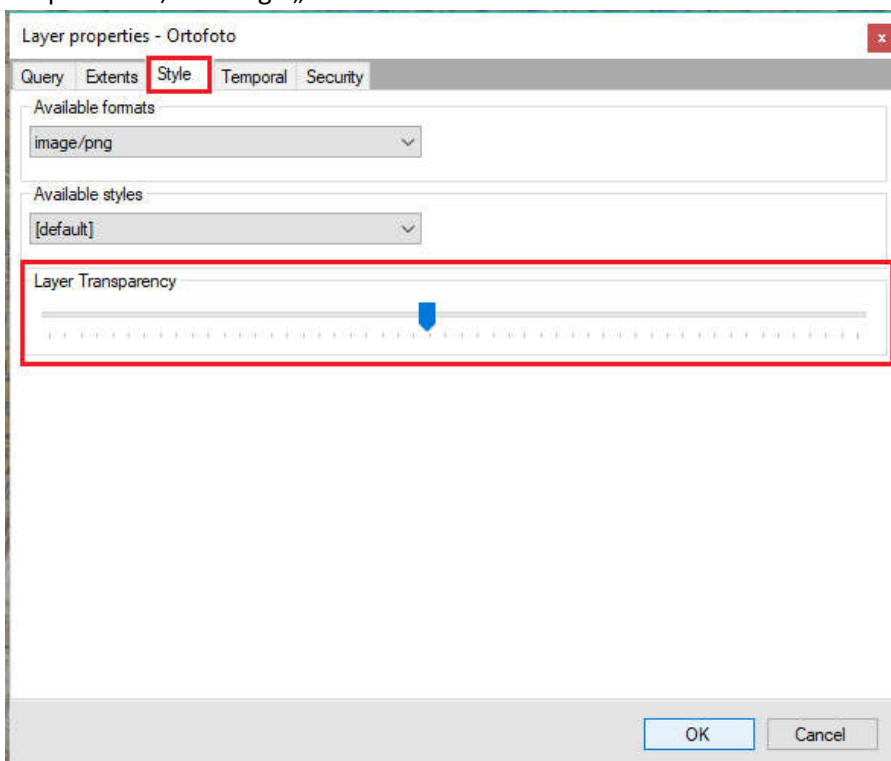 Layer properties - Ortofoto
x
Query Extents Style Temporal Security
Available formats
image/png
Available styles
[default]
Layer Transparency
OK Cancel